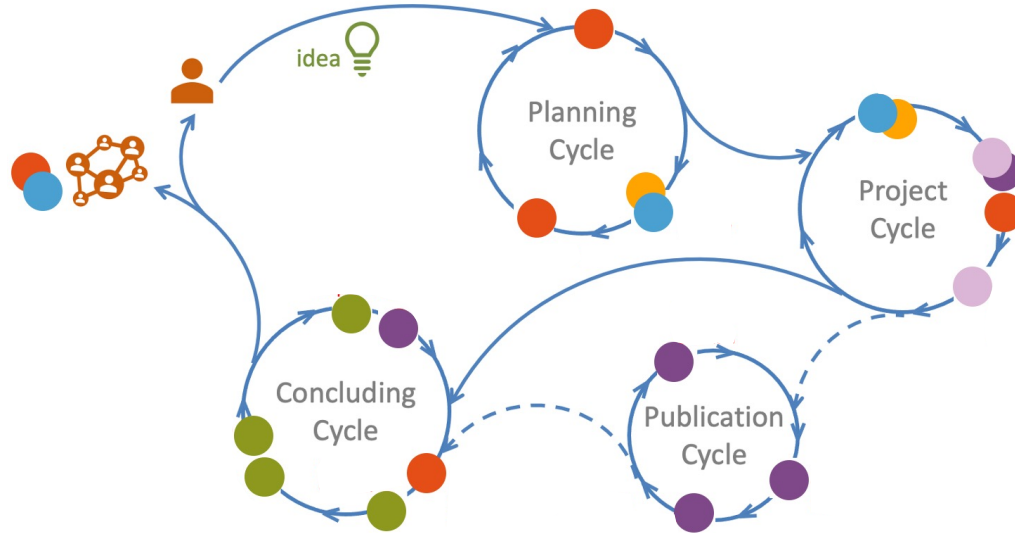 idea
Planning
Cycle
Project
Cycle
Concluding
Cycle
Publication
Cycle